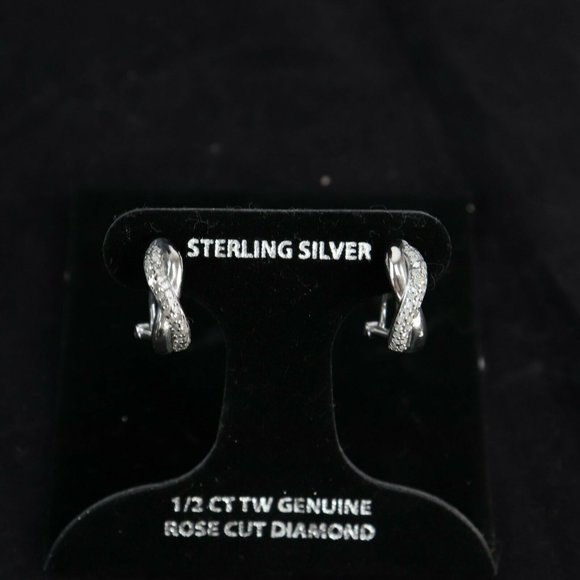 STERLING SILVER
1/2 CT TW GENUINE
ROSE CUT DIAMOND